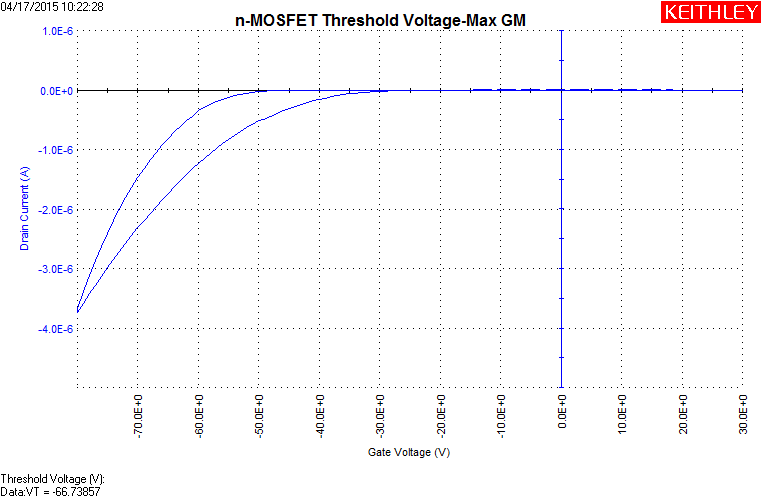 04/17/2015 10:22:28
n-MOSFET Threshold Voltage-Max GM
KEITHLEY
1.0E-6
0.0E+0
-1.0E-6
-2.0E-6
-3.0E-6
-4.0E-6
Drain Current (A)
-70.0E+0
-60.0E+0
-50.0E+0
-40.0E+0
-30.0E+0
-20.0E+0
-10.0E+0
0.0E+0
10.0E+0
20.0E+0
30.0E+0
Gate Voltage (V)
Threshold Voltage (V):
Data:VT = -66.73857